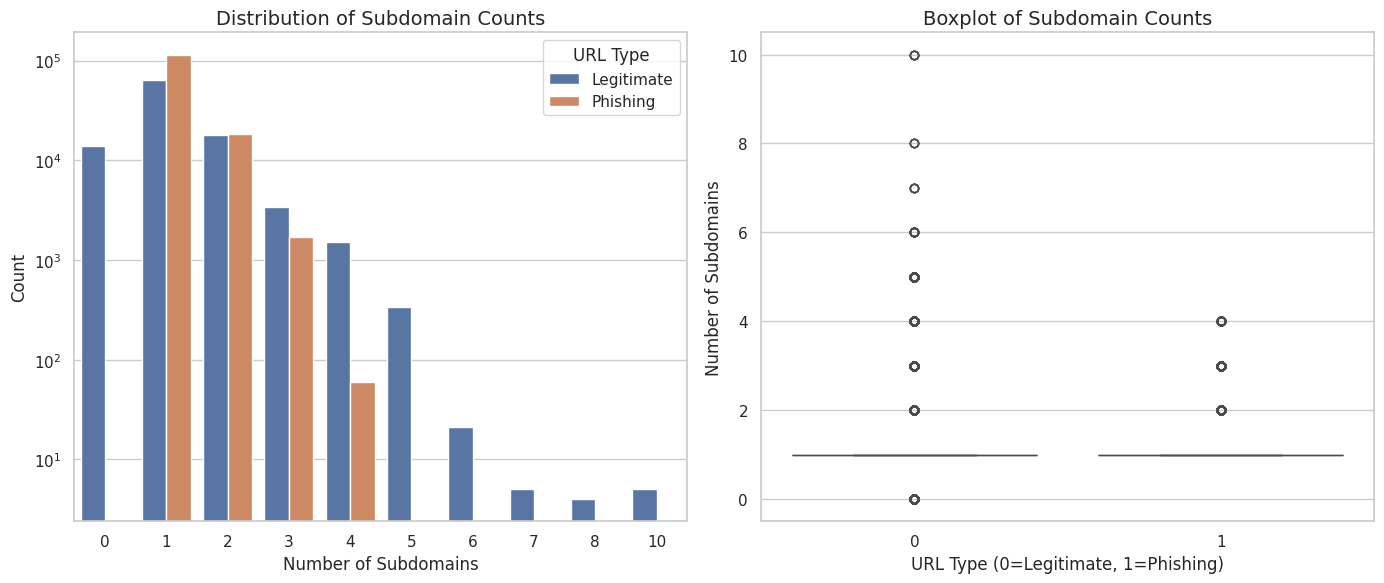 Distribution of Subdomain Counts
URL Type
Legitimate
Phishing
Count
10^5
10^4
10^3
10^2
10^1
0 1 2 3 4 5 6 7 8 10
Number of Subdomains
Boxplot of Subdomain Counts
Number of Subdomains
10
8
6
4
2
0
0 1
URL Type (0=Legitimate, 1=Phishing)